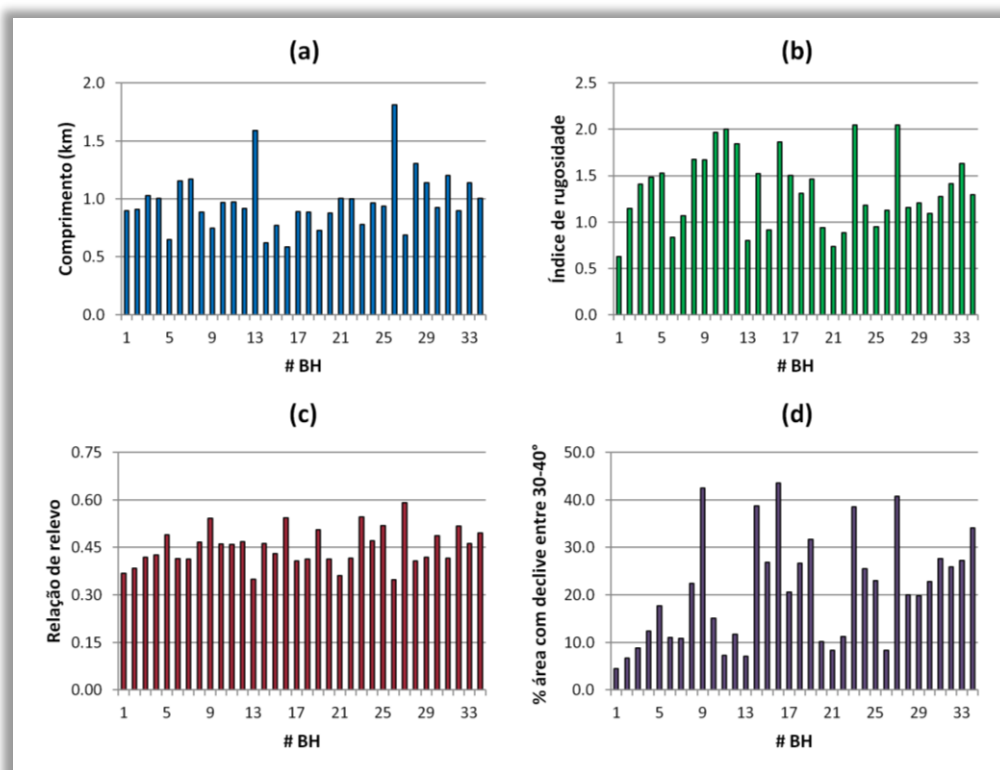 (a)
Comprimento (km)
2.0
1.5
1.0
0.5
0.0
1 5 9 13 17 21 25 29 33
# BH
(b)
Índice de rugosidade
2.5
2.0
1.5
1.0
0.5
0.0
1 5 9 13 17 21 25 29 33
# BH
(c)
Relação de relevo
0.75
0.60
0.45
0.30
0.15
0.00
1 5 9 13 17 21 25 29 33
# BH
(d)
% área com declive entre 30-40°
50.0
40.0
30.0
20.0
10.0
0.0
1 5 9 13 17 21 25 29 33
# BH